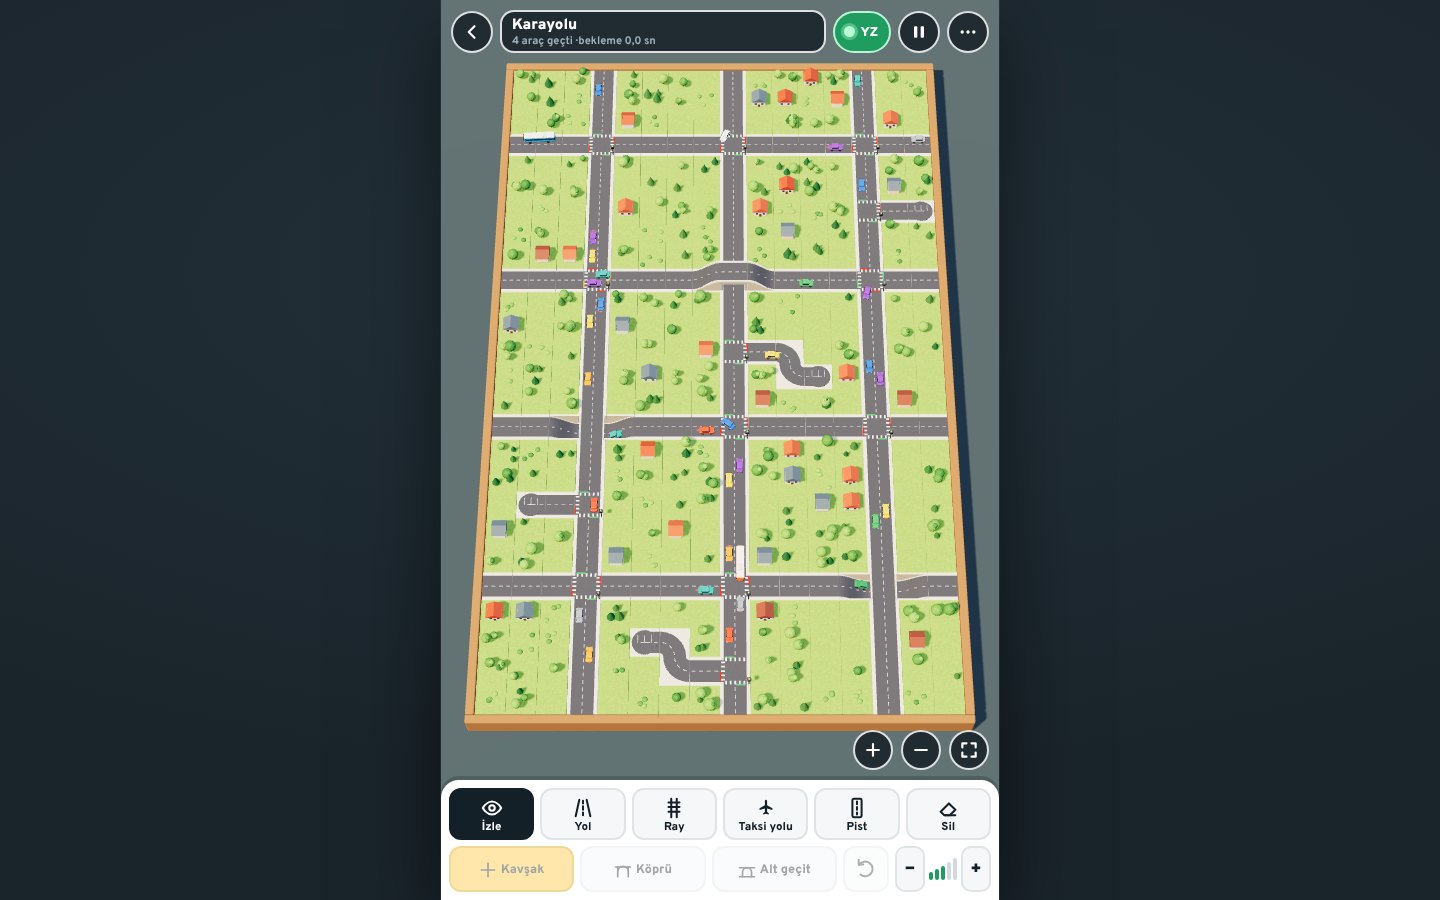 Karayolu
4 araç geçti ·bekleme 0,0 sn
YZ
İzle
Yol
Ray
Taksi yolu
Pist
Sil
Kavşak
Köprü
Alt geçit